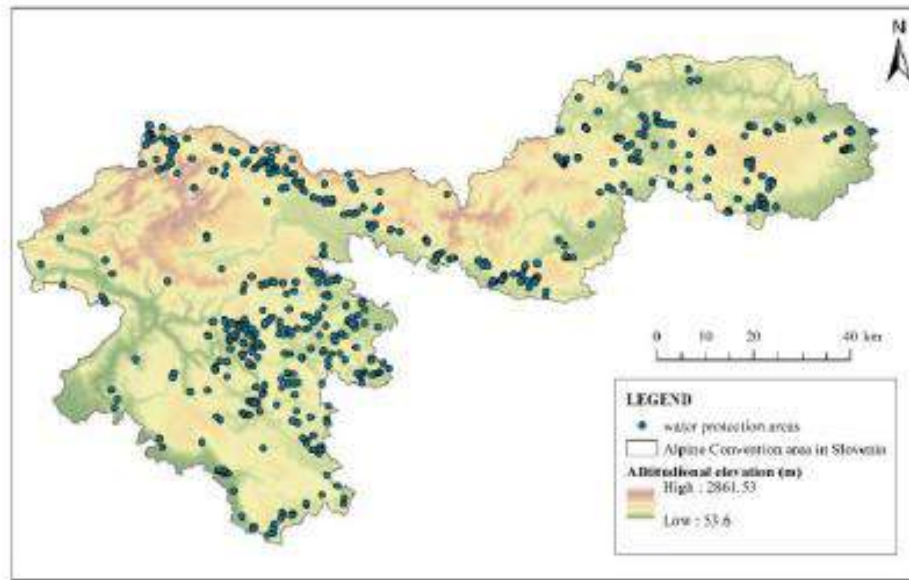 N
0 10 20 40 km
LEGEND
water protection areas
Alpine Convention area in Slovenia
Altitudional elevation (m)
High : 2861.53
Low : 53.6